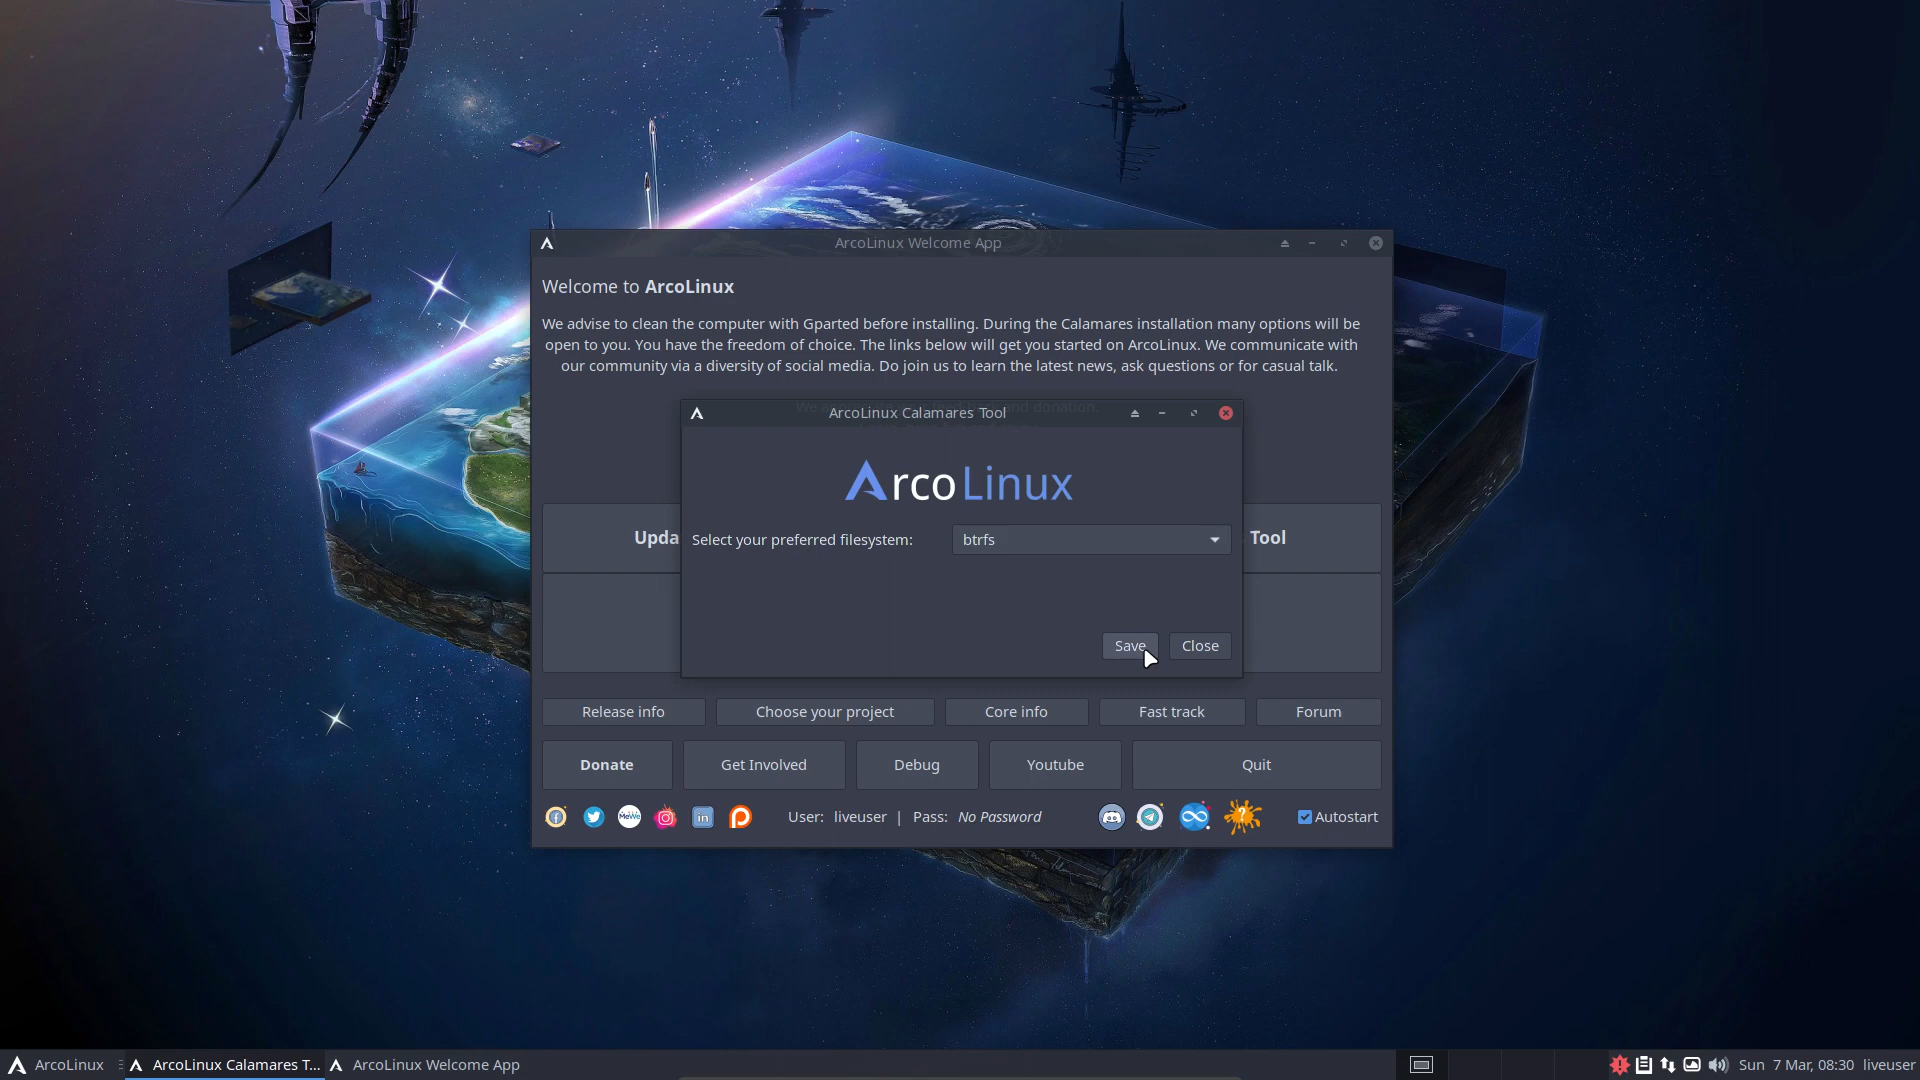 ArcoLinux Welcome App
Welcome to ArcoLinux
We advise to clean the computer with Gparted before installing. During the Calamares installation many options will be
open to you. You have the freedom of choice. The links below will get you started on ArcoLinux. We communicate with
our community via a diversity of social media. Do join us to learn the latest news, ask questions or for casual talk.
ArcoLinux Calamares Tool
ArcoLinux
Select your preferred filesystem: btrfs
Upda
Tool
Save Close
Release info Choose your project Core info Fast track Forum
Donate Get Involved Debug Youtube Quit
MeWe in User: liveuser | Pass: No Password ? Autostart
ArcoLinux ArcoLinux Calamares T... ArcoLinux Welcome App Sun 7 Mar, 08:30 liveuser